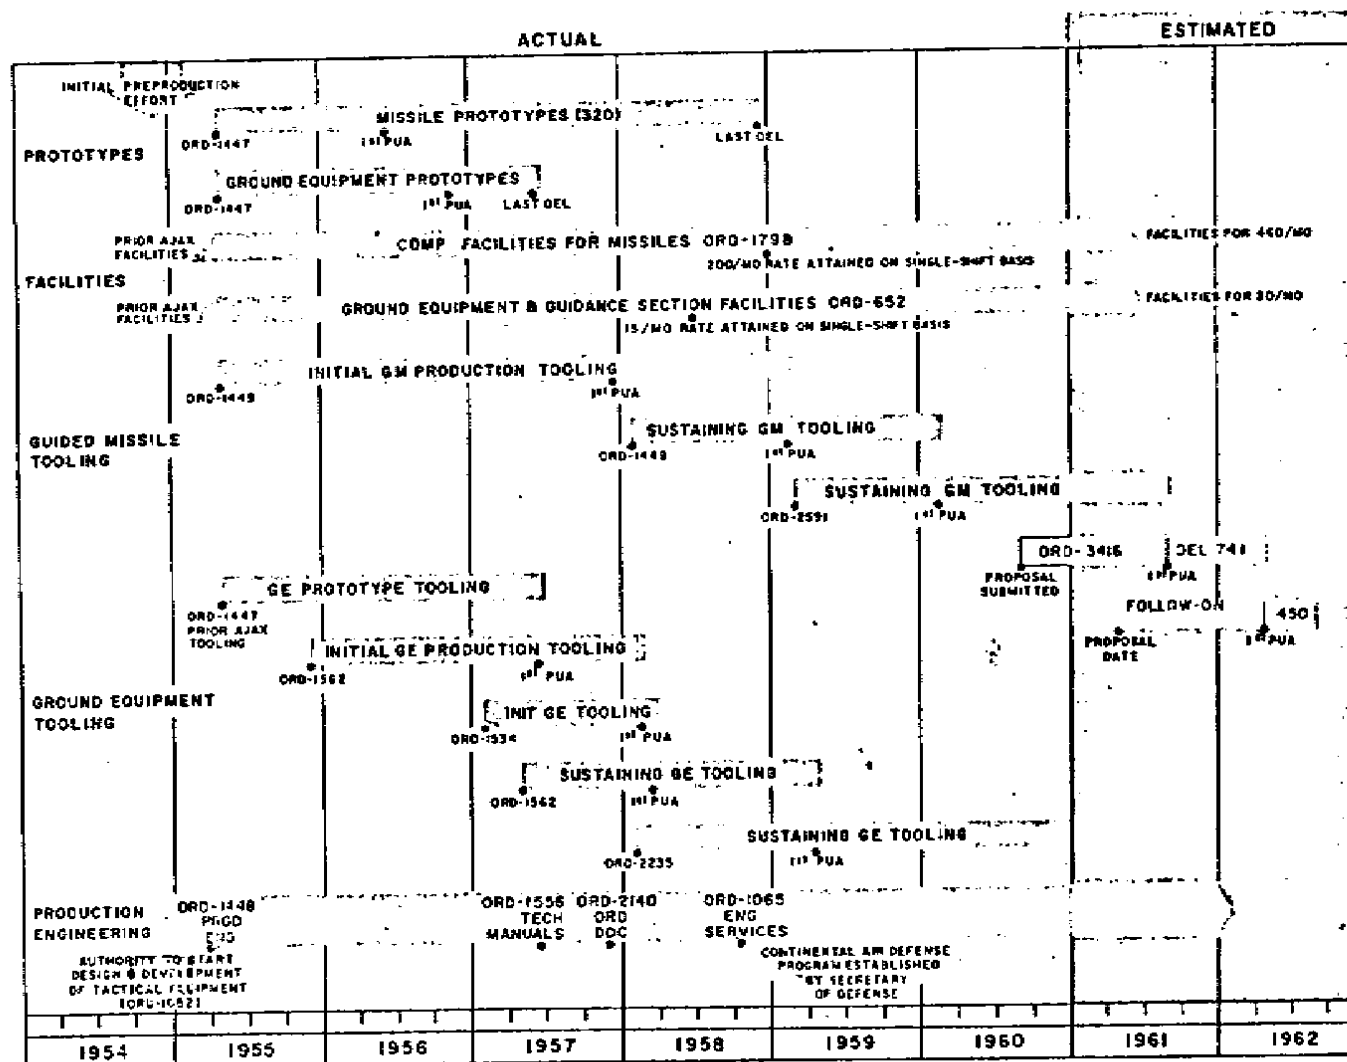 ACTUAL
ESTIMATED
INITIAL PREPRODUCTION
EFFORT
MISSILE PROTOTYPES (320)
ORD-1447
1st PUA
LAST DEL
PROTOTYPES
GROUND EQUIPMENT PROTOTYPES
ORD-1447
1st PUA
LAST DEL
PRIOR AJAX
FACILITIES
COMP FACILITIES FOR MISSILES ORD-1798
FACILITIES FOR 460/MO
200/MO RATE ATTAINED ON SINGLE-SHIFT BASIS
FACILITIES
PRIOR AJAX
FACILITIES
GROUND EQUIPMENT & GUIDANCE SECTION FACILITIES ORD-652
FACILITIES FOR 30/MO
15/MO RATE ATTAINED ON SINGLE-SHIFT BASIS
INITIAL GM PRODUCTION TOOLING
ORD-1449
1st PUA
GUIDED MISSILE
TOOLING
SUSTAINING GM TOOLING
ORD-1449
1st PUA
SUSTAINING GM TOOLING
ORD-2591
1st PUA
ORD-3416
DEL 741
PROPOSAL
SUBMITTED
1st PUA
FOLLOW-ON
450
PROPOSAL
DATE
1st PUA
GE PROTOTYPE TOOLING
ORD-1447
PRIOR AJAX
TOOLING
INITIAL GE PRODUCTION TOOLING
ORD-1562
1st PUA
GROUND EQUIPMENT
TOOLING
INIT GE TOOLING
ORD-1534
1st PUA
SUSTAINING GE TOOLING
ORD-1562
1st PUA
SUSTAINING GE TOOLING
ORD-2235
1st PUA
PRODUCTION
ENGINEERING
ORD-1448
PROD
ENG
ORD-1556
TECH
MANUALS
ORD-2140
ORD
DOC
ORD-1065
ENG
SERVICES
AUTHORITY TO START
DESIGN & DEVELOPMENT
OF TACTICAL EQUIPMENT
CONTINENTAL AIR DEFENSE
PROGRAM ESTABLISHED
BY SECRETARY
OF DEFENSE
1954 1955 1956 1957 1958 1959 1960 1961 1962